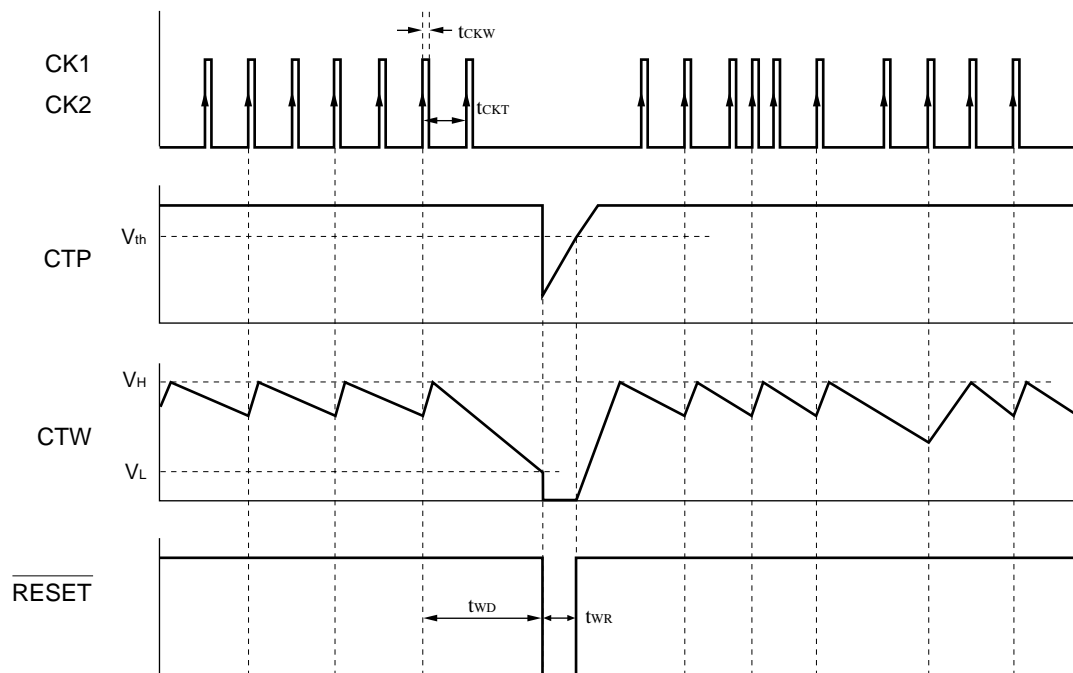 tCKW
CK1
CK2
tCKT
Vth
CTP
VH
CTW
VL
RESET
tWD
tWR